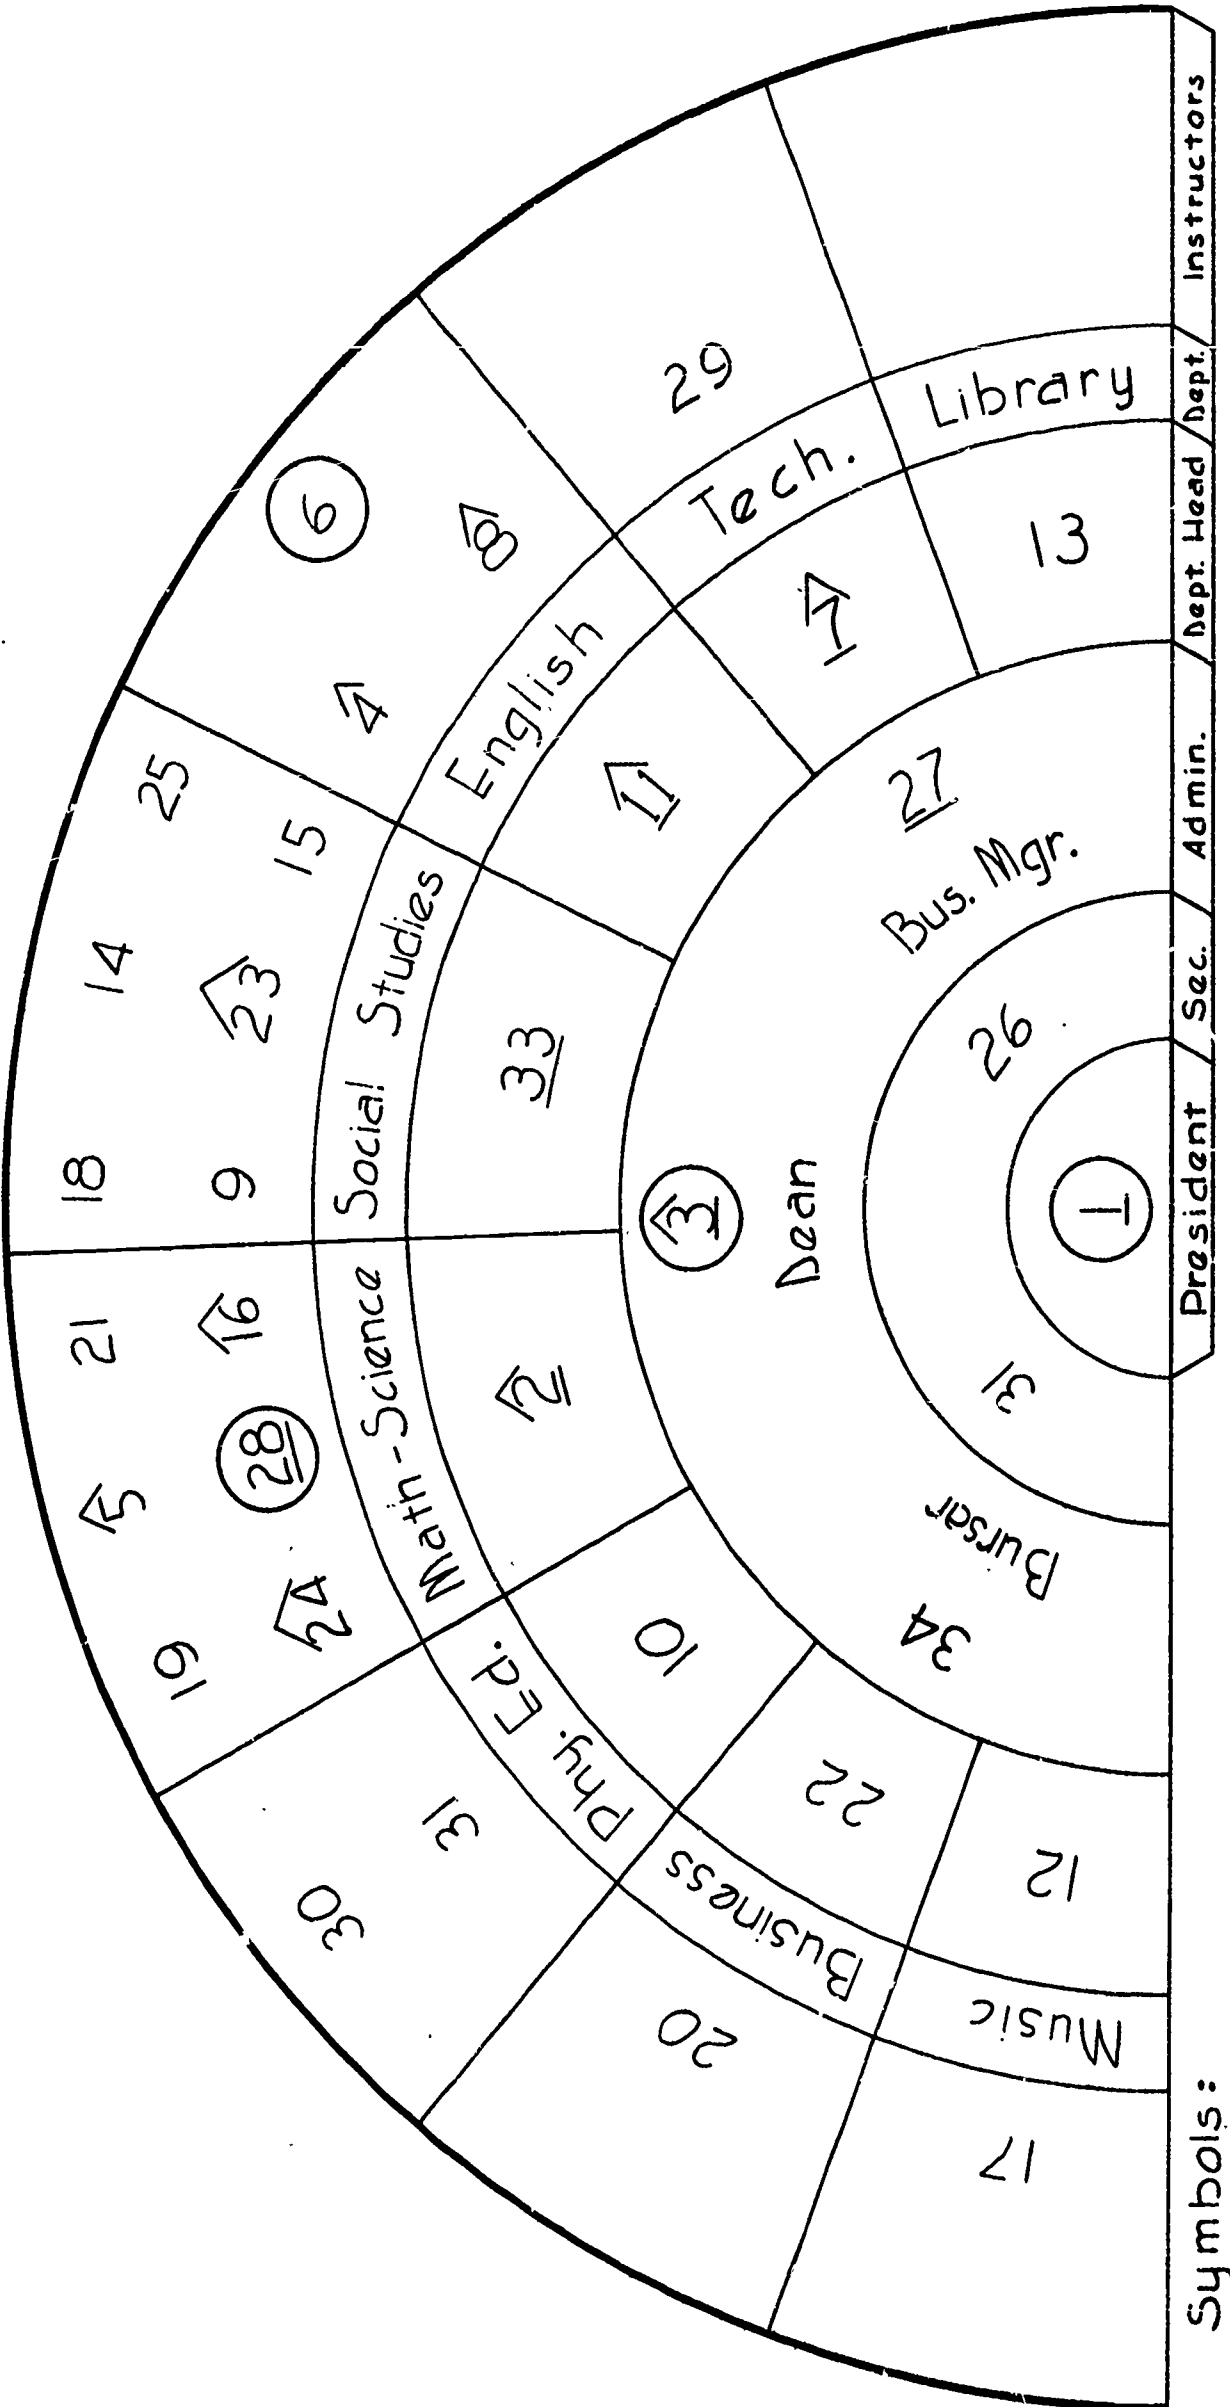 17
20
30
31
19
24
5
28
21
16
18
9
14
23
25
15
4
6
8
29
Music
Business
Phy. Ed.
Math-Science
Social Studies
English
Tech.
Library
12
22
10
2
33
11
7
13
34
Bursar
3
Dean
27
Bus. Mgr.
31
26
1
President
Sec.
Admin.
Dept. Head
Dept.
Instructors
Symbols: